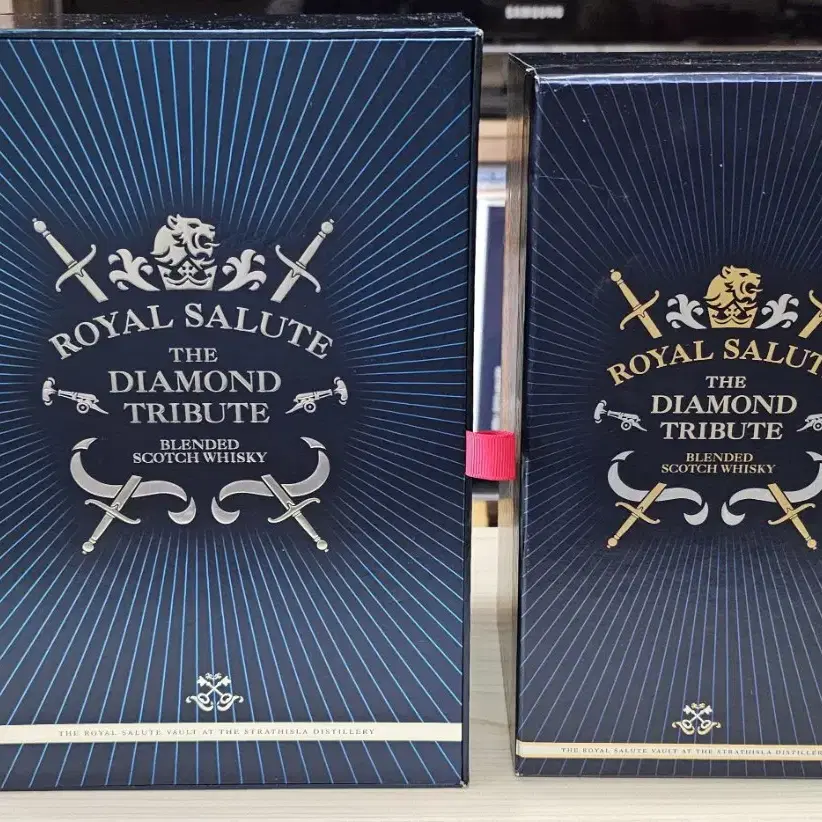 SAMSUNG
ROYAL SALUTE
THE
DIAMOND
TRIBUTE
BLENDED
SCOTCH WHISKY
THE ROYAL SALUTE VAULT AT THE STRATHISLA DISTILLERY
ROYAL SALUT
THE
DIAMOND
TRIBUTE
BLENDED
SCOTCH WHISKY
THE ROYAL SALUTE VAULT AT THE STRATHISLA DISTILLERY